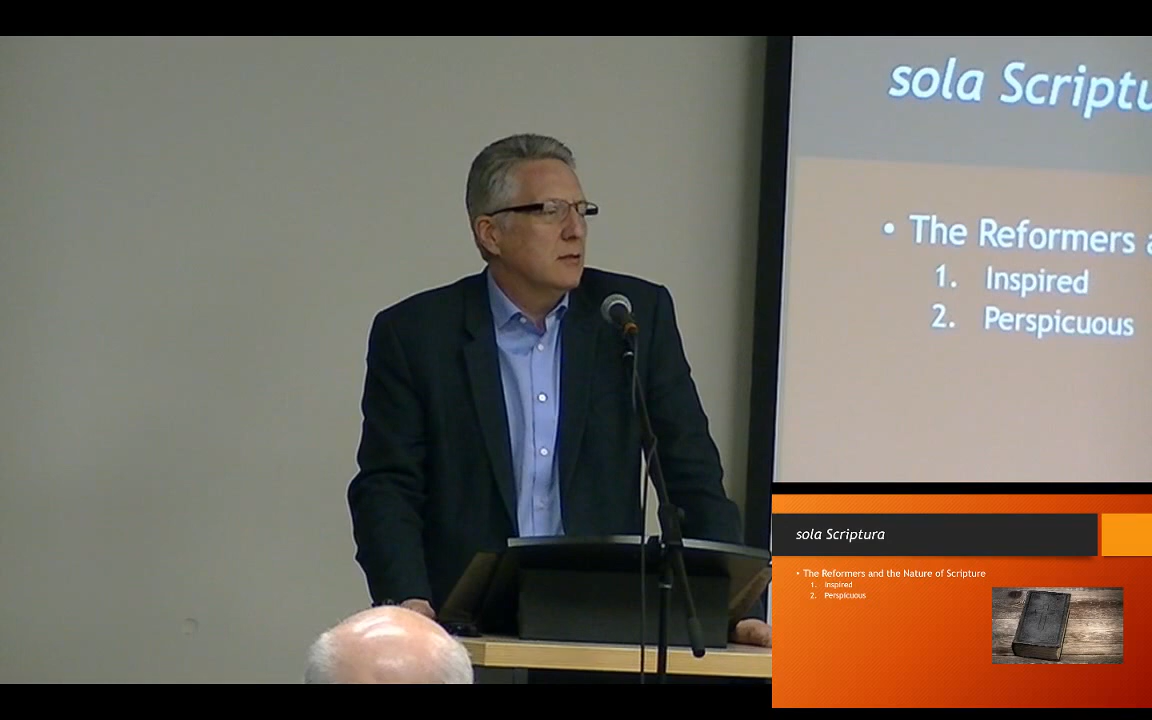 sola Scriptu
• The Reformers a
1. Inspired
2. Perspicuous
sola Scriptura
• The Reformers and the Nature of Scripture
1. Inspired
2. Perspicuous